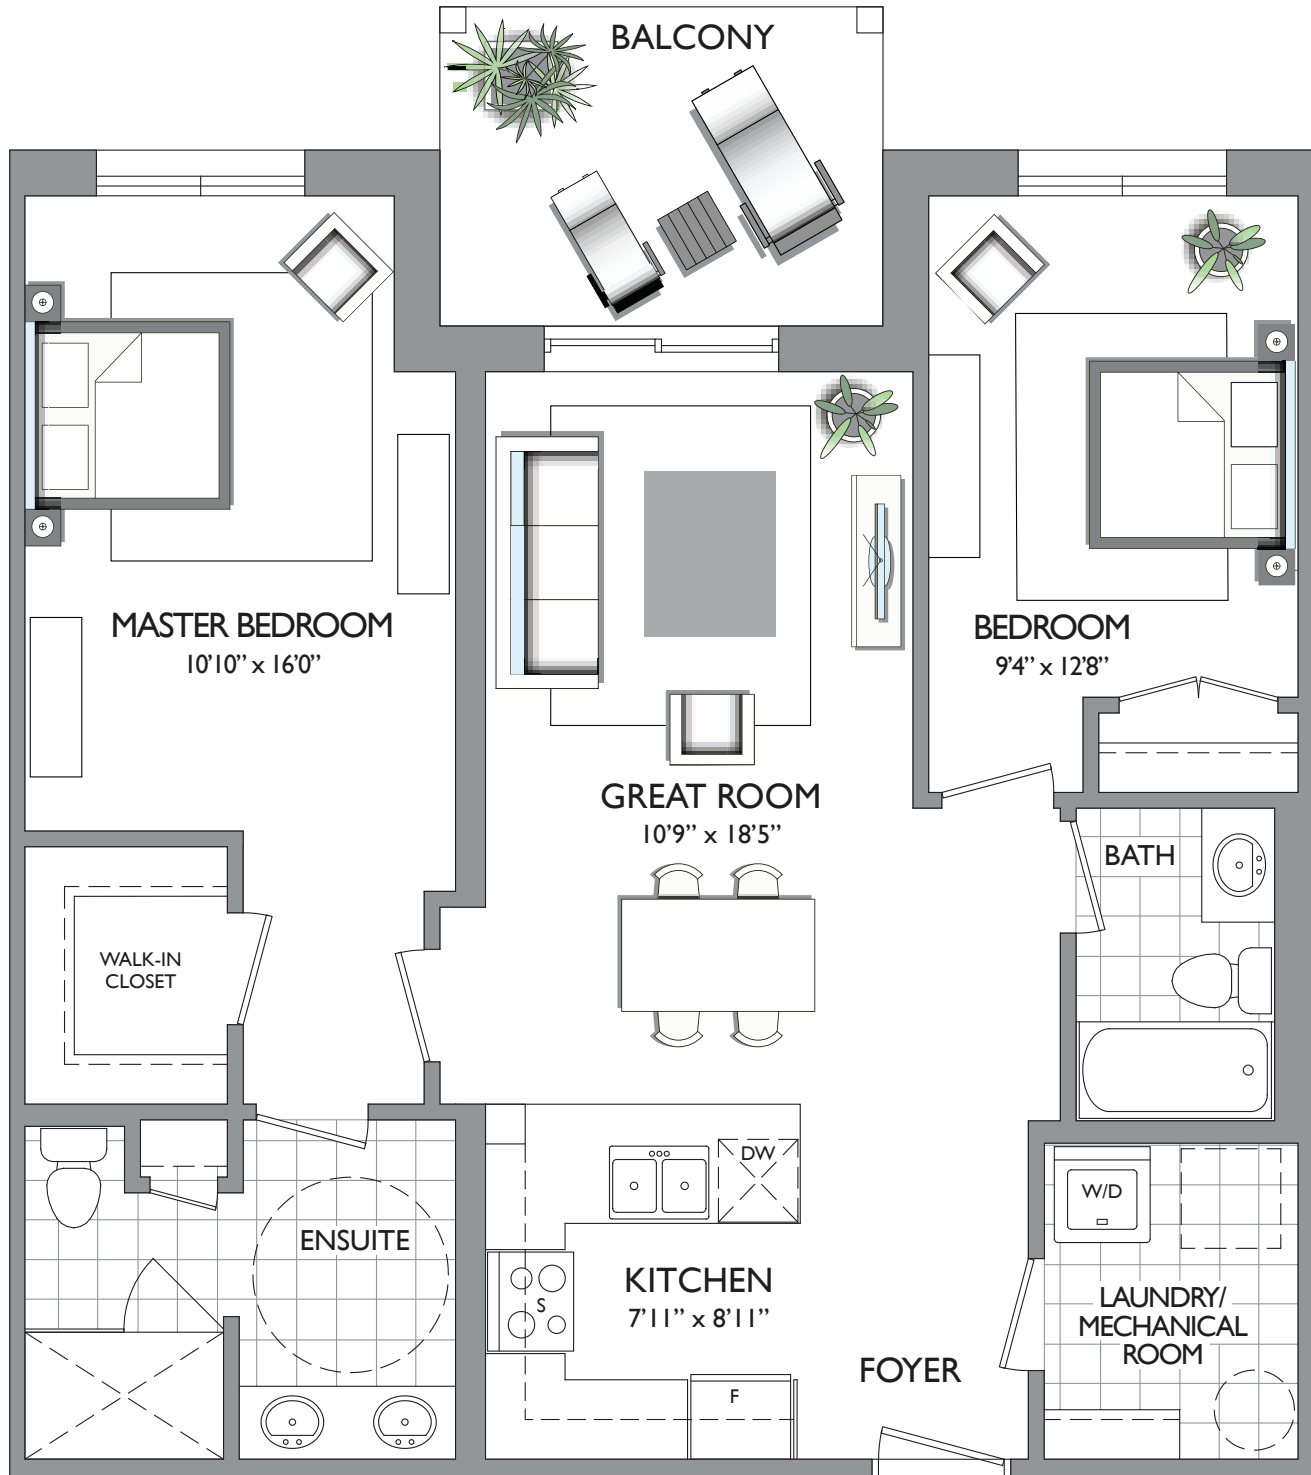 BALCONY
MASTER BEDROOM
10'10” x 16'0”
BEDROOM
9'4” x 12'8”
GREAT ROOM
10'9” x 18'5”
BATH
WALK-IN
CLOSET
DW
W/D
ENSUITE
KITCHEN
7'11” x 8'11”
S
LAUNDRY/
MECHANICAL
ROOM
FOYER
F